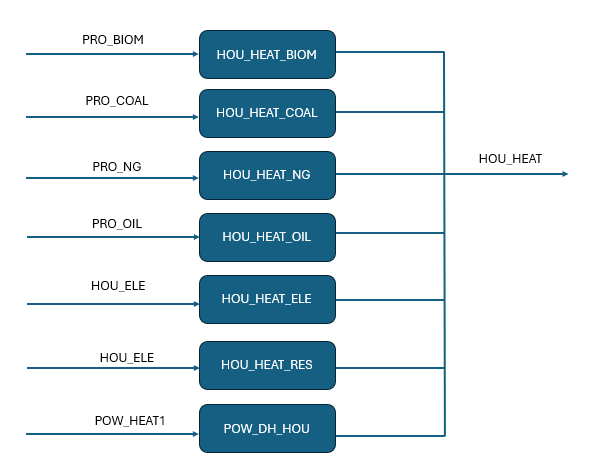 PRO_BIOM
HOU_HEAT_BIOM
PRO_COAL
HOU_HEAT_COAL
PRO_NG
HOU_HEAT_NG
HOU_HEAT
PRO_OIL
HOU_HEAT_OIL
HOU_ELE
HOU_HEAT_ELE
HOU_ELE
HOU_HEAT_RES
POW_HEAT1
POW_DH_HOU